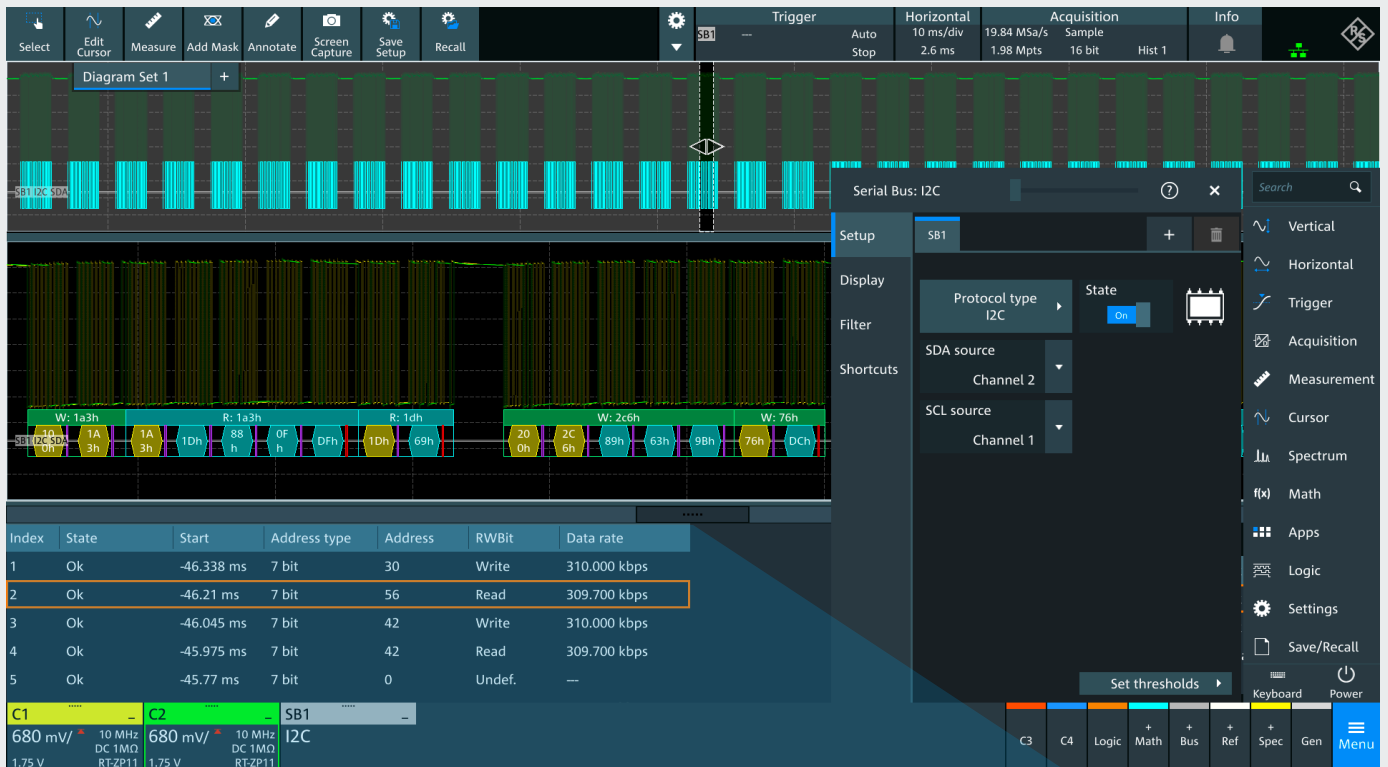 Select
Edit
Cursor
Measure
Add Mask
Annotate
Screen
Capture
Save
Setup
Recall
SB1
Trigger
---
Auto
Stop
Horizontal
10 ms/div
2.6 ms
Acquisition
19.84 MSa/s Sample
1.98 Mpts 16 bit Hist 1
Info
R&S
Diagram Set 1 +
SB1 I2C SDA
W: 1a3h R: 1a3h R: 1dh W: 2c6h W: 76h
SB1 I2C SDA
10
0h
1A
3h
1A
3h
1Dh
88
h
0F
h
DFh
1Dh
69h
20
0h
2C
6h
89h
63h
9Bh
76h
DCh
Index State Start Address type Address RWBit Data rate
1 Ok -46.338 ms 7 bit 30 Write 310.000 kbps
2 Ok -46.21 ms 7 bit 56 Read 309.700 kbps
3 Ok -46.045 ms 7 bit 42 Write 310.000 kbps
4 Ok -45.975 ms 7 bit 42 Read 309.700 kbps
5 Ok -45.77 ms 7 bit 0 Undef. ---
Serial Bus: I2C
Setup
Display
Filter
Shortcuts
SB1 +
Protocol type
I2C
State
On
SDA source
Channel 2
SCL source
Channel 1
Set thresholds
Search
Vertical
Horizontal
Trigger
Acquisition
Measurement
Cursor
Spectrum
f(x) Math
Apps
Logic
Settings
Save/Recall
Keyboard
Power
C1
680 mV/ 10 MHz
DC 1MΩ
1.75 V RT-ZP11
C2
680 mV/ 10 MHz
DC 1MΩ
1.75 V RT-ZP11
SB1
I2C
C3
C4
Logic
+
Math
+
Bus
+
Ref
+
Spec
Gen
Menu